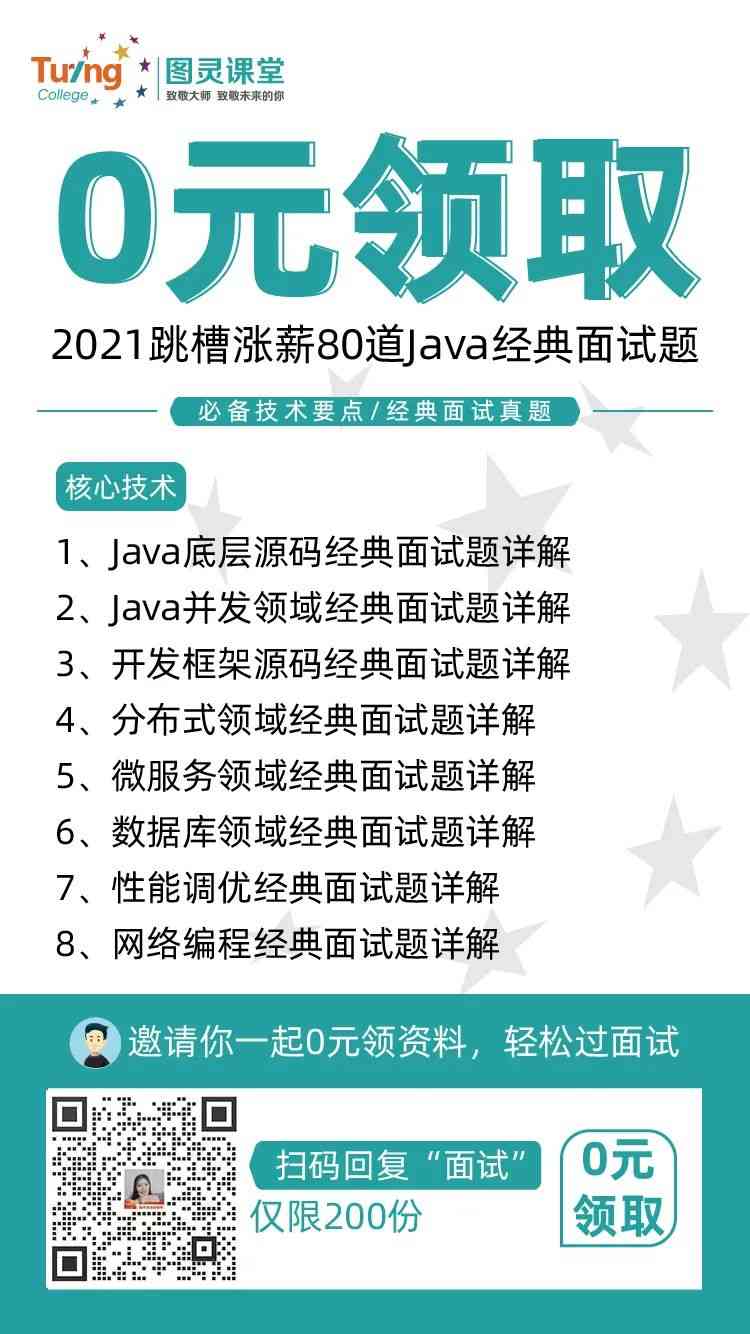 Turing
College
图灵课堂
致敬大师 致敬未来的你
0元领取
2021跳槽涨薪80道Java经典面试题
必备技术要点/经典面试真题
核心技术
1、Java底层源码经典面试题详解
2、Java并发领域经典面试题详解
3、开发框架源码经典面试题详解
4、分布式领域经典面试题详解
5、微服务领域经典面试题详解
6、数据库领域经典面试题详解
7、性能调优经典面试题详解
8、网络编程经典面试题详解
邀请你一起0元领资料，轻松过面试
扫码回复“面试”
仅限200份
0元
领取